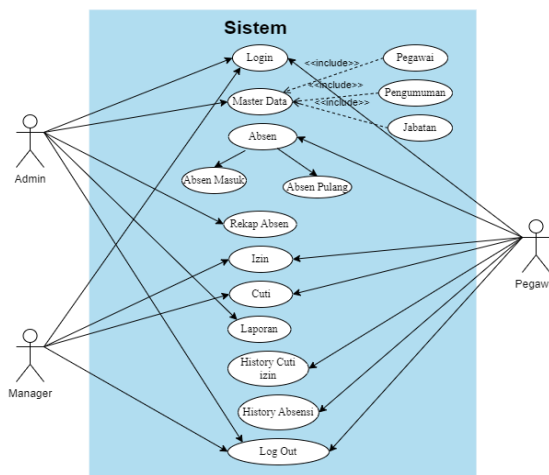 Sistem
Login
<<include>>
Pegawai
Master Data
<<include>>
Pengumuman
<<include>>
Jabatan
Absen
Admin
Absen Masuk
Absen Pulang
Rekap Absen
Izin
Pegaw
Cuti
Laporan
Manager
History Cuti
izin
History Absensi
Log Out